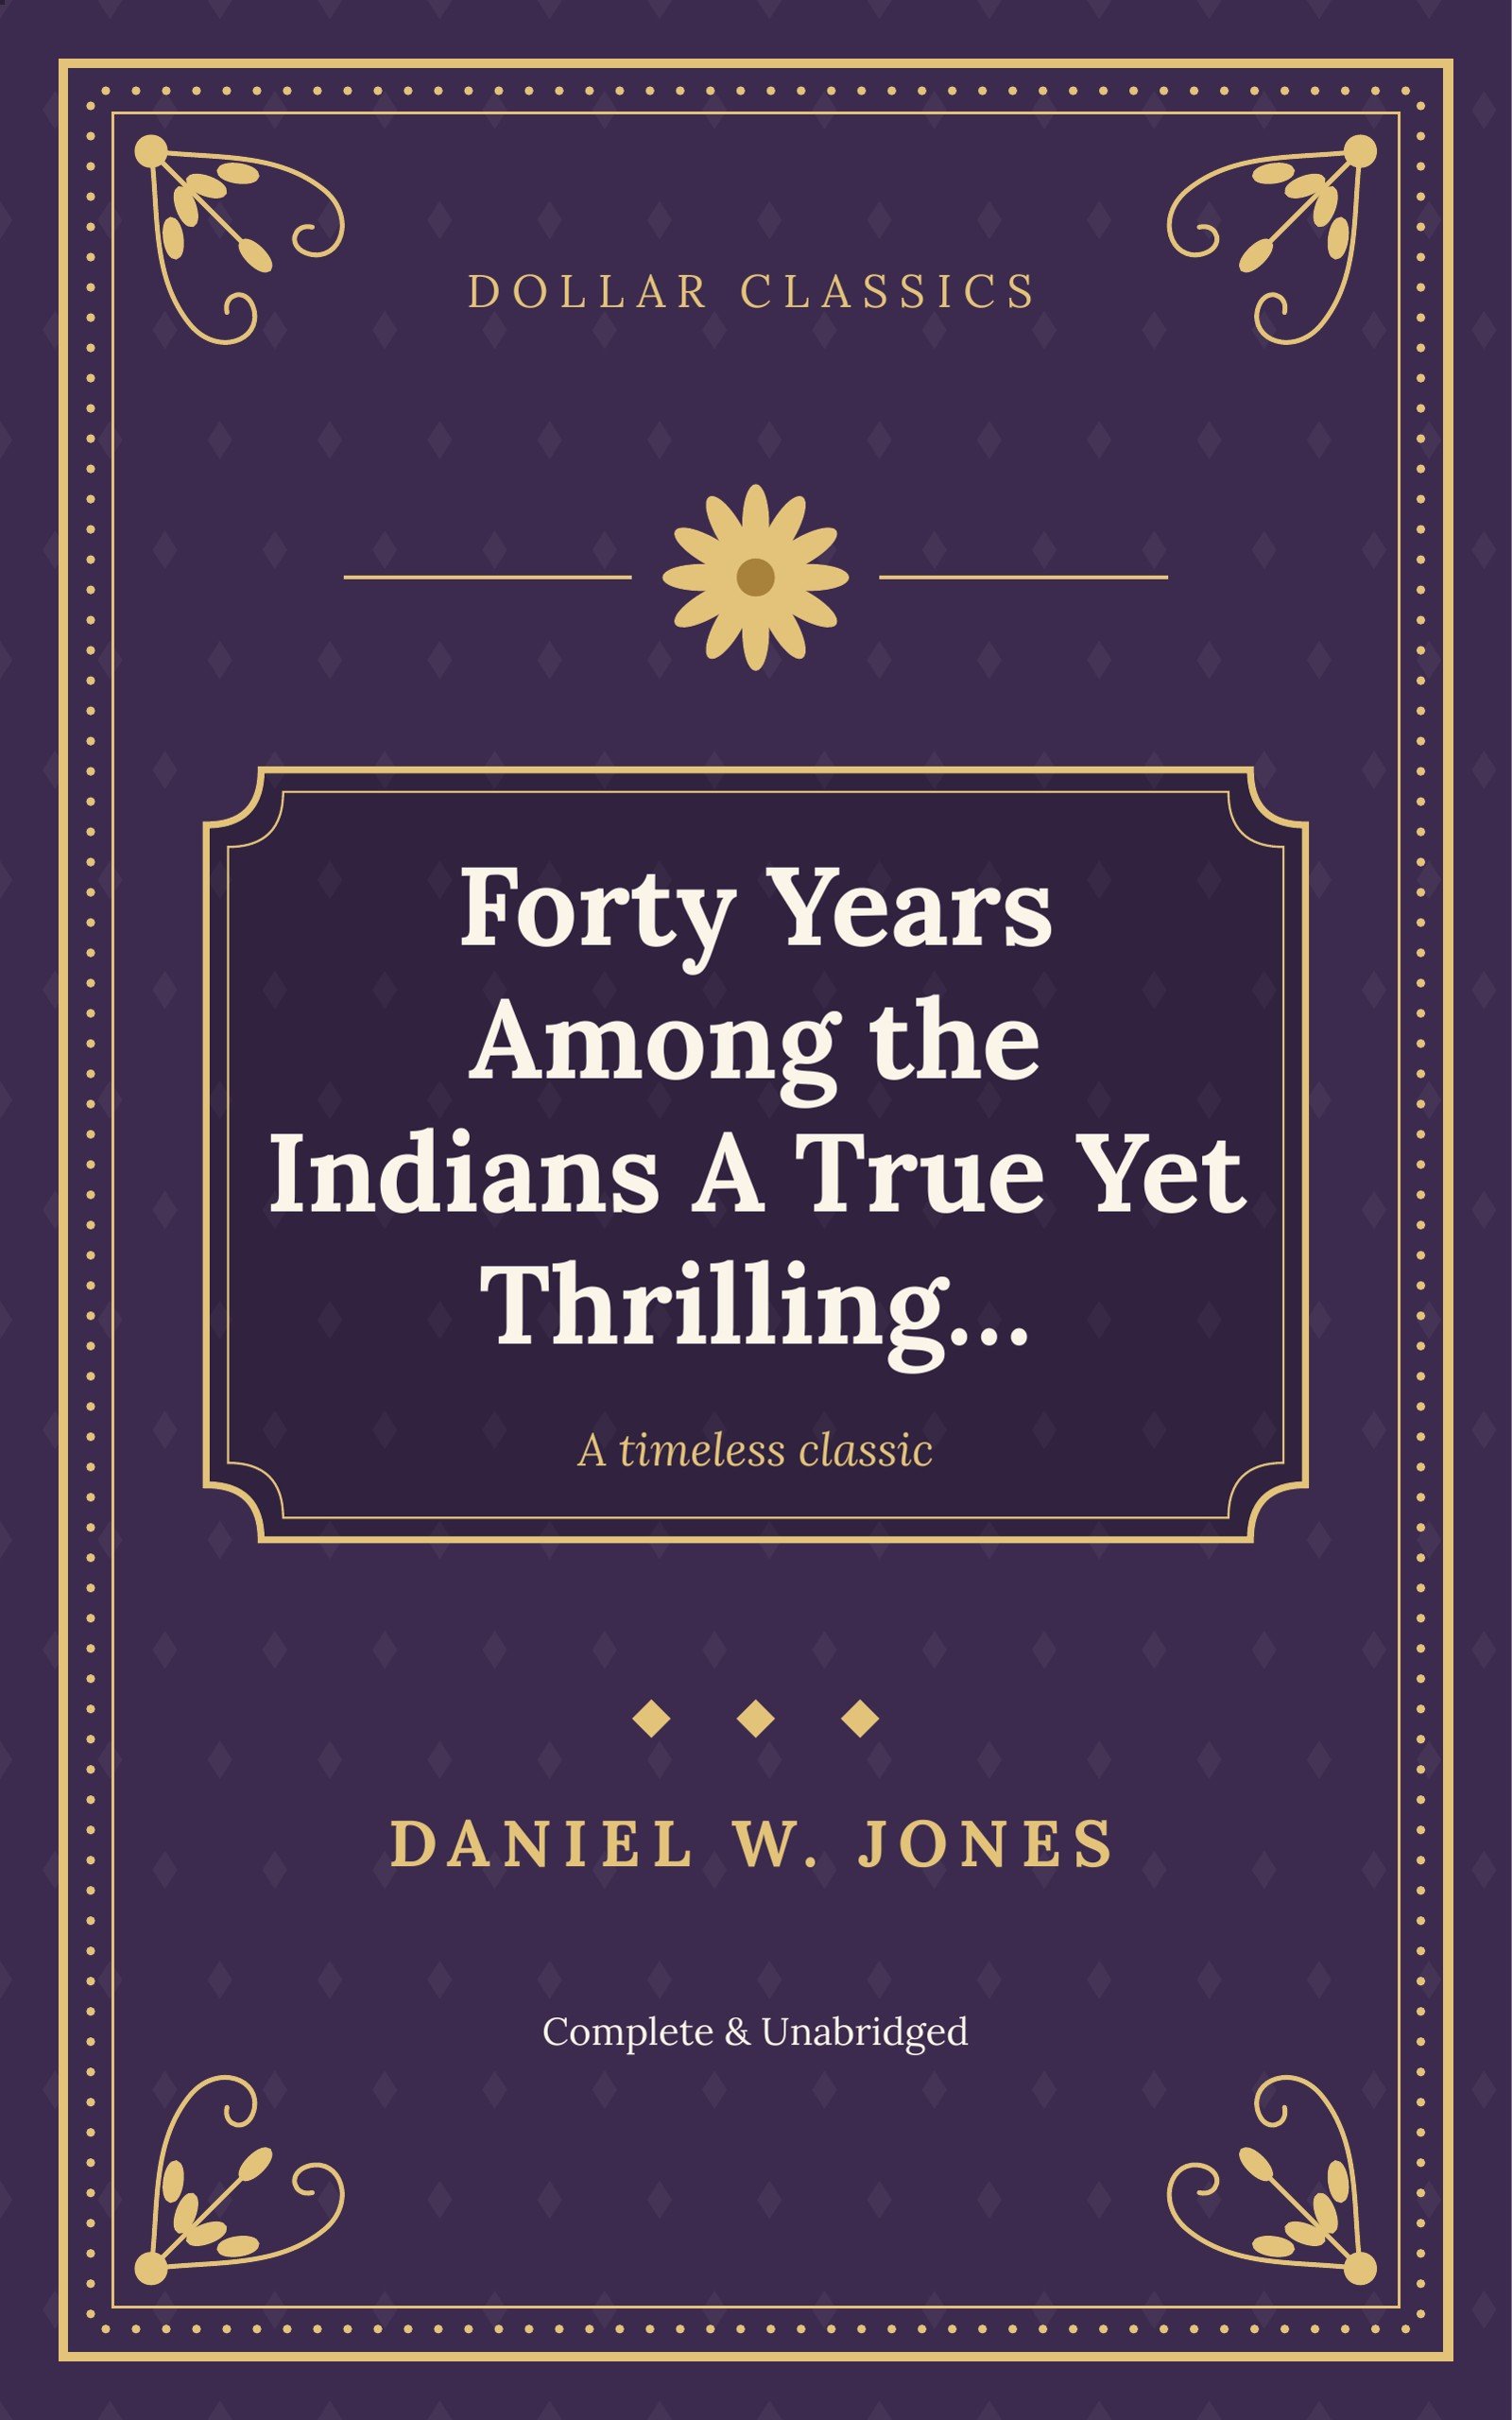 DOLLAR CLASSICS
Forty Years
Among the
Indians A True Yet
Thrilling...
A timeless classic
DANIEL W. JONES
Complete & Unabridged